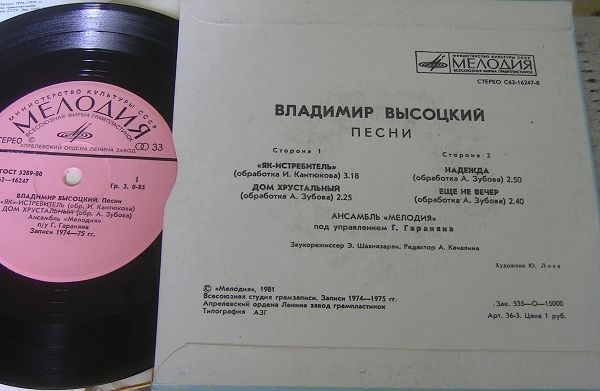 МИНИСТЕРСТВО КУЛЬТУРЫ СССР
МЕЛОДИЯ
ВСЕСОЮЗНАЯ ФИРМА ГРАМПЛАСТИНОК
СТЕРЕО
33
АПРЕЛЕВСКИЙ ОРДЕНА ЛЕНИНА ЗАВОД
ГОСТ 5289-80
1
62—16247
Гр. 3. 0-85
ВЛАДИМИР ВЫСОЦКИЙ. Песни
«ЯК»-ИСТРЕБИТЕЛЬ» (обр. И. Кантюкова)
ДОМ ХРУСТАЛЬНЫЙ (обр. А. Зубова)
Ансамбль «Мелодия»
п/у Г. Гараняна
Записи 1974—75 гг.
МИНИСТЕРСТВО КУЛЬТУРЫ СССР
МЕЛОДИЯ
ВСЕСОЮЗНАЯ ФИРМА ГРАМПЛАСТИНОК
СТЕРЕО С62-16247-8
ВЛАДИМИР ВЫСОЦКИЙ
ПЕСНИ
Сторона 1
«ЯК-ИСТРЕБИТЕЛЬ»
(обработка И. Кантюкова) 3.18
ДОМ ХРУСТАЛЬНЫЙ
(обработка А. Зубова) 2.25
Сторона 2
НАДЕЖДА
(обработка А. Зубова) 2.50
ЕЩЕ НЕ ВЕЧЕР
(обработка А. Зубова) 2.40
АНСАМБЛЬ «МЕЛОДИЯ»
под управлением Г. Гараняна
Звукорежиссер Э. Шахназарян. Редактор А. Качалина
Художник Ю. Лоев
© «Мелодия», 1981
Всесоюзная студия грамзаписи. Записи 1974—1975 гг.
Апрелевский ордена Ленина завод грампластинок
Типография АЗГ
Зак. 535—О—15000
Арт. 36-3. Цена 1 руб.